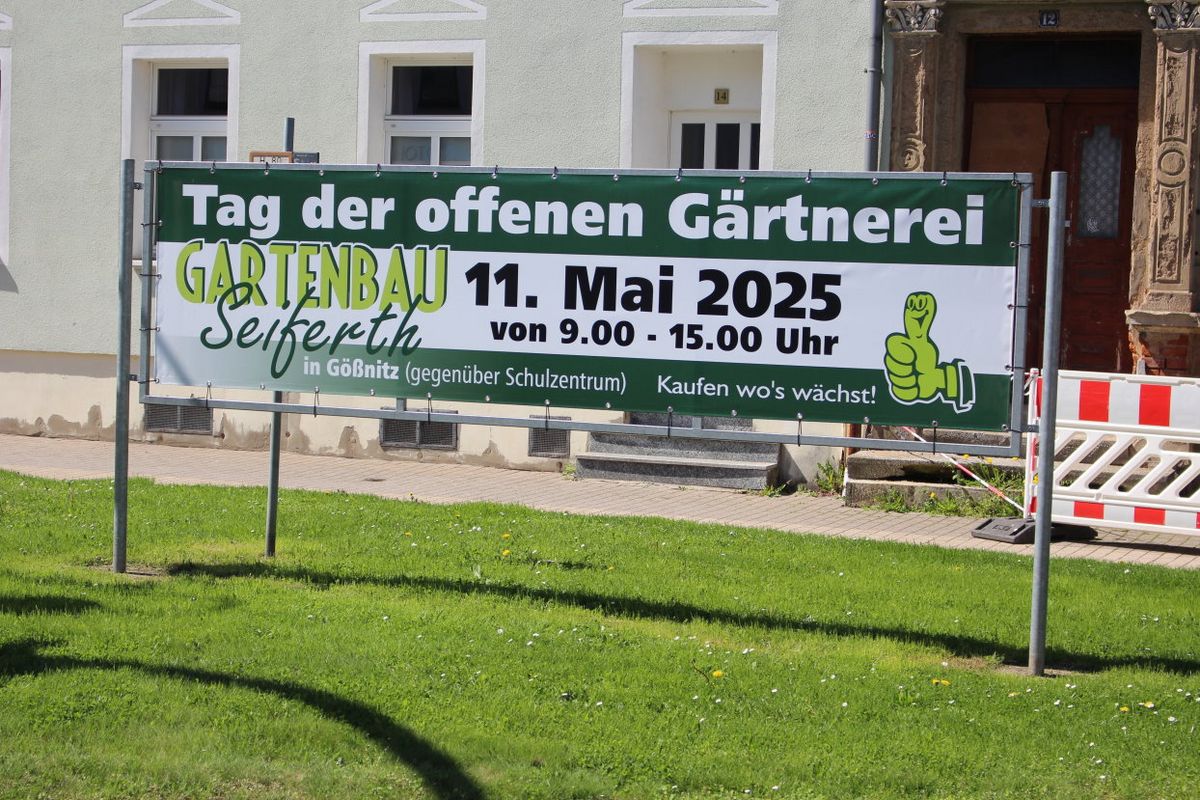 12
14
H 80
Tag der offenen Gärtnerei
GARTENBAU
Seiferth
11. Mai 2025
von 9.00 - 15.00 Uhr
in Gößnitz (gegenüber Schulzentrum)
Kaufen wo's wächst!